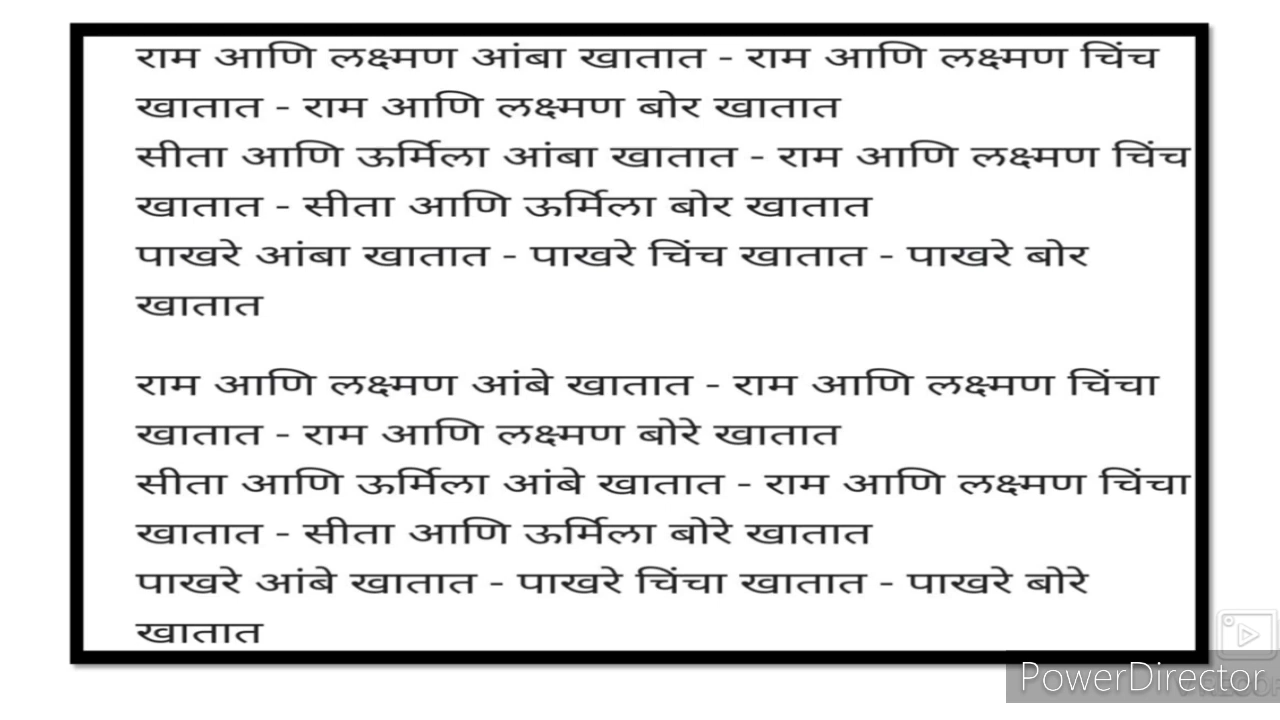 राम आणि लक्ष्मण आंबा खातात - राम आणि लक्ष्मण चिंच
खातात - राम आणि लक्ष्मण बोर खातात
सीता आणि ऊर्मिला आंबा खातात - राम आणि लक्ष्मण चिंच
खातात - सीता आणि ऊर्मिला बोर खातात
पाखरे आंबा खातात - पाखरे चिंच खातात - पाखरे बोर
खातात
राम आणि लक्ष्मण आंबे खातात - राम आणि लक्ष्मण चिंचा
खातात - राम आणि लक्ष्मण बोरे खातात
सीता आणि ऊर्मिला आंबे खातात - राम आणि लक्ष्मण चिंचा
खातात - सीता आणि ऊर्मिला बोरे खातात
पाखरे आंबे खातात - पाखरे चिंचा खातात - पाखरे बोरे
खातात
PowerDirector